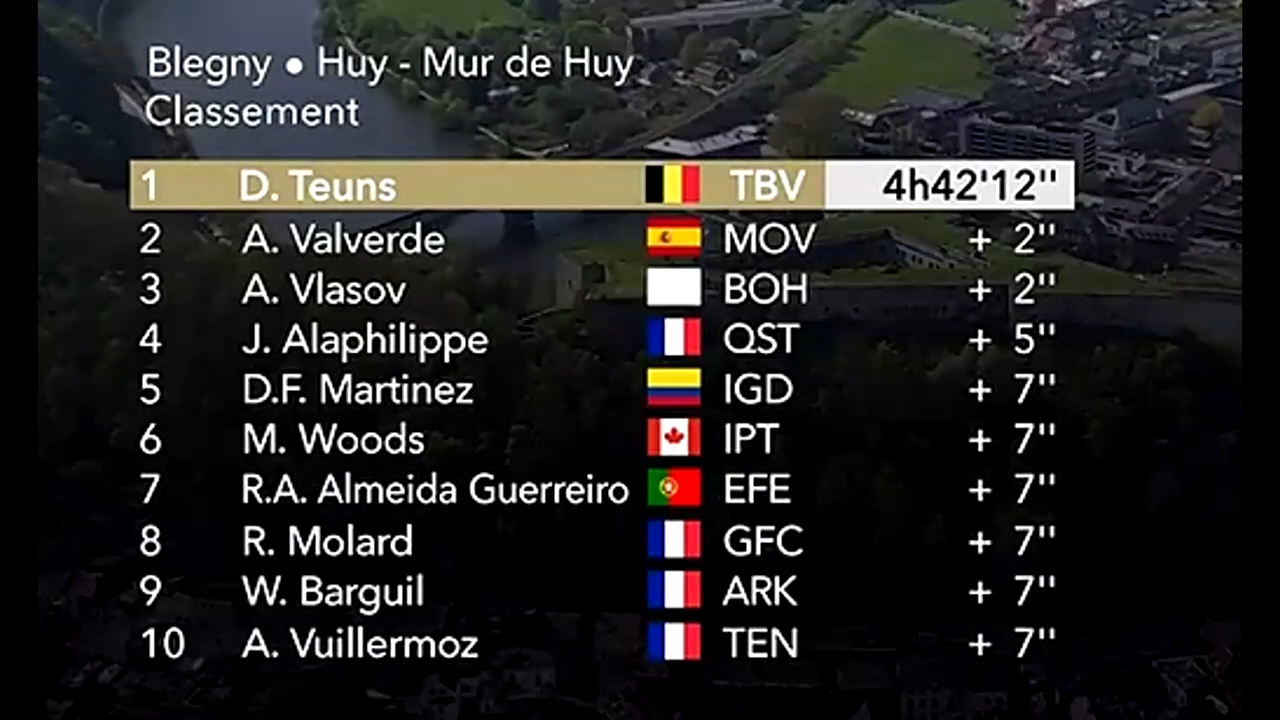 Blegny ● Huy - Mur de Huy
Classement
1 D. Teuns TBV 4h42'12''
2 A. Valverde MOV + 2''
3 A. Vlasov BOH + 2''
4 J. Alaphilippe QST + 5''
5 D.F. Martinez IGD + 7''
6 M. Woods IPT + 7''
7 R.A. Almeida Guerreiro EFE + 7''
8 R. Molard GFC + 7''
9 W. Barguil ARK + 7''
10 A. Vuillermoz TEN + 7''